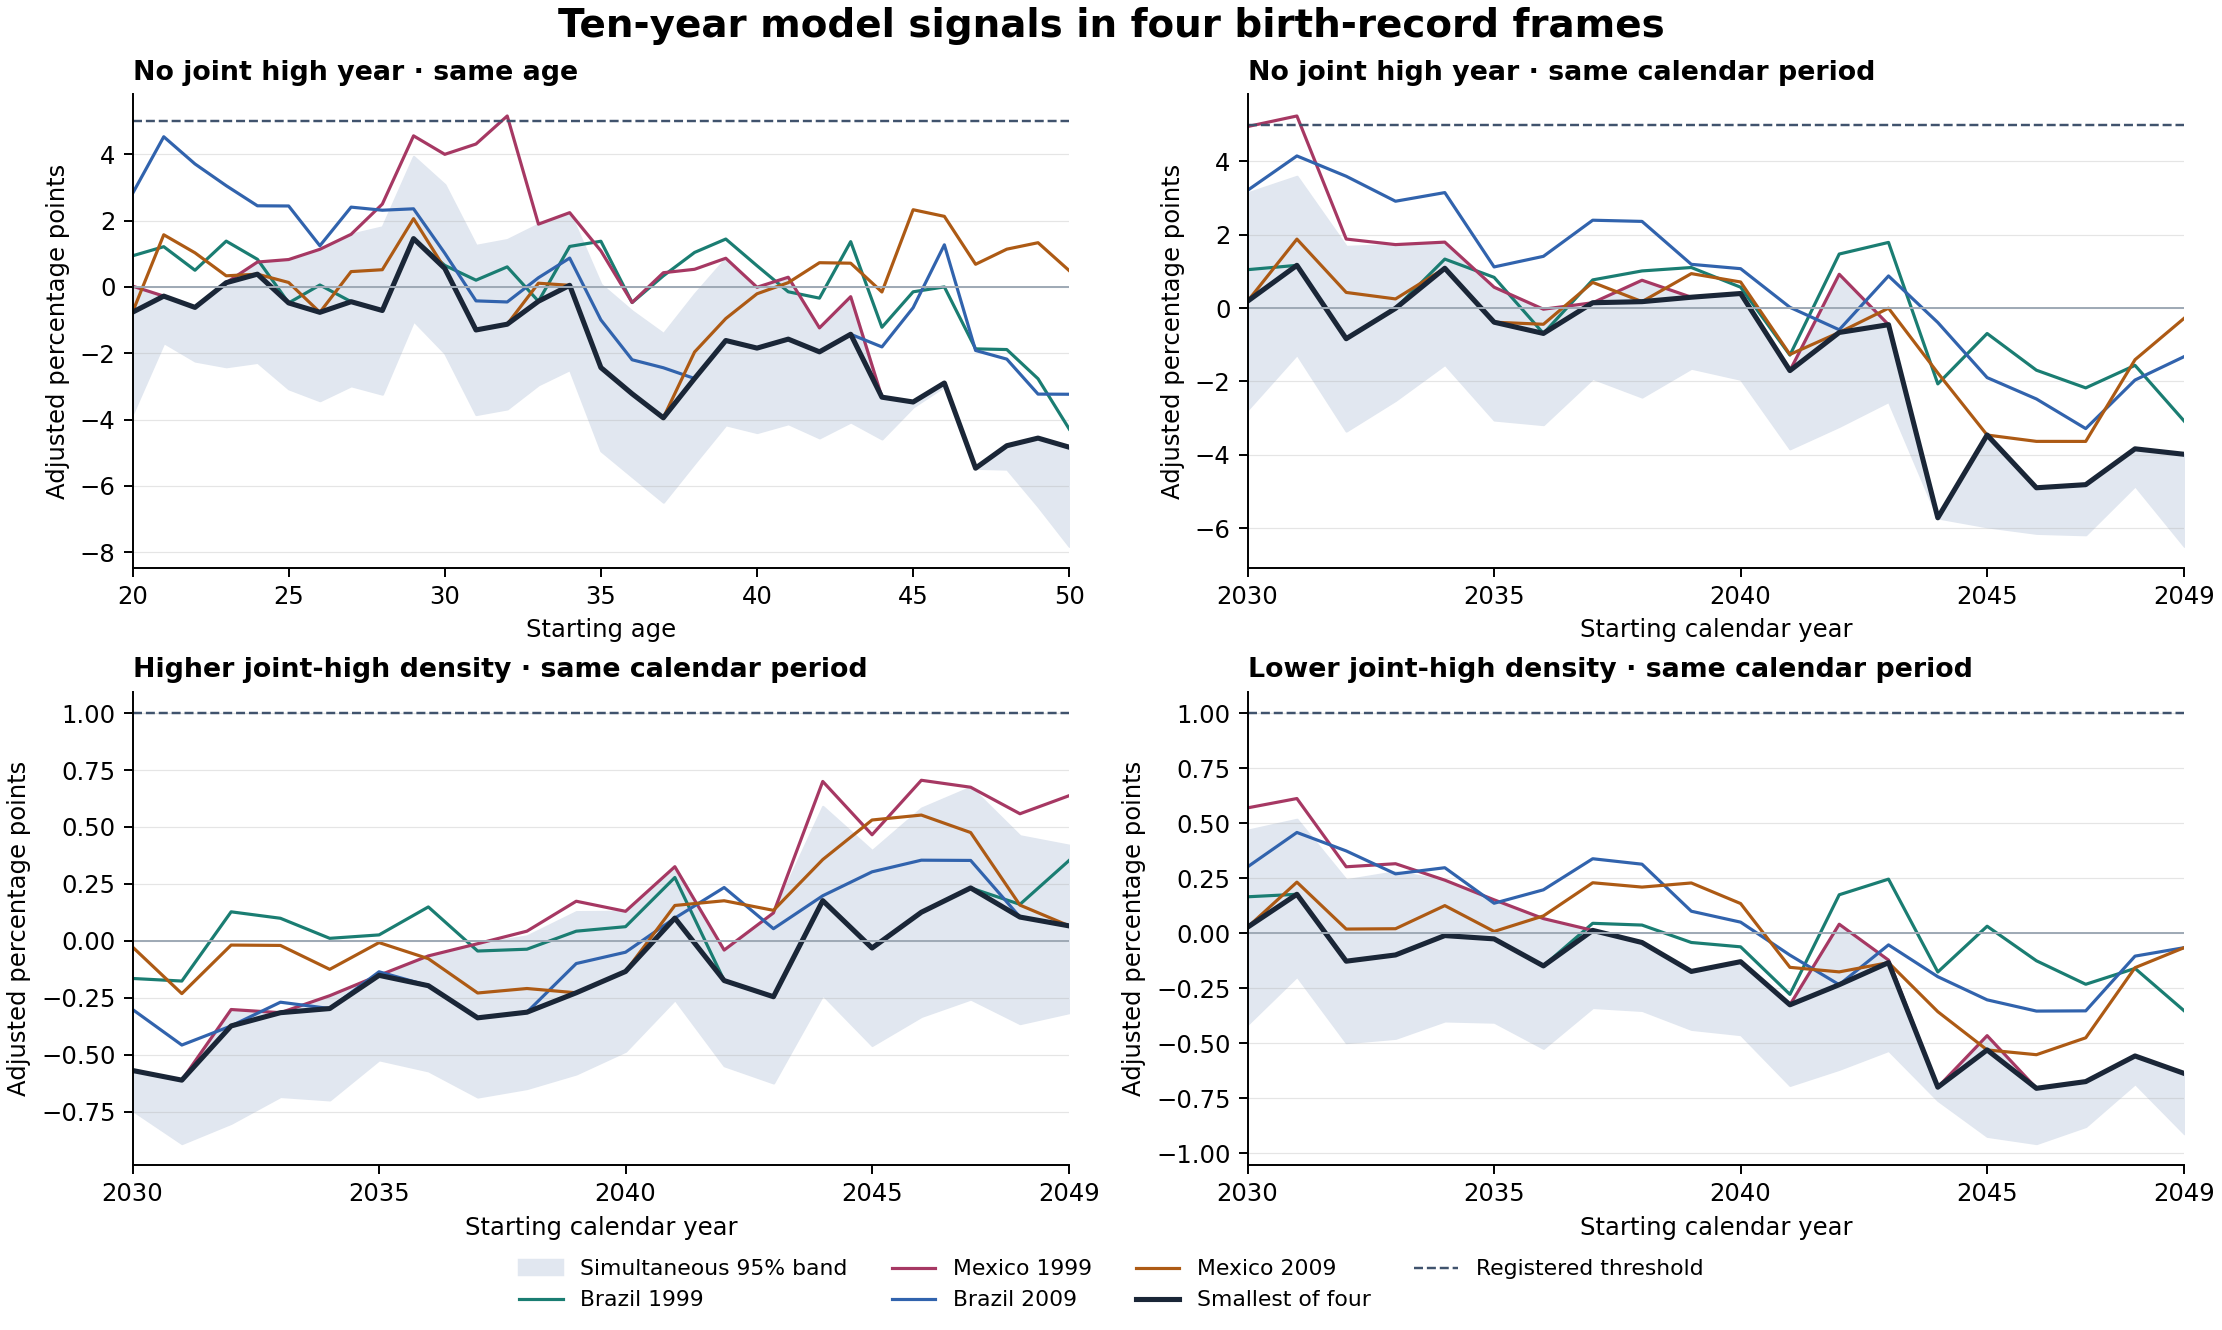 Ten-year model signals in four birth-record frames
No joint high year · same age
Adjusted percentage points
4
2
0
−2
−4
−6
−8
20 25 30 35 40 45 50
Starting age
No joint high year · same calendar period
Adjusted percentage points
4
2
0
−2
−4
−6
2030 2035 2040 2045 2049
Starting calendar year
Higher joint-high density · same calendar period
Adjusted percentage points
1.00
0.75
0.50
0.25
0.00
−0.25
−0.50
−0.75
2030 2035 2040 2045 2049
Starting calendar year
Lower joint-high density · same calendar period
Adjusted percentage points
1.00
0.75
0.50
0.25
0.00
−0.25
−0.50
−0.75
−1.00
2030 2035 2040 2045 2049
Starting calendar year
Simultaneous 95% band
Brazil 1999
Mexico 1999
Brazil 2009
Mexico 2009
Smallest of four
Registered threshold